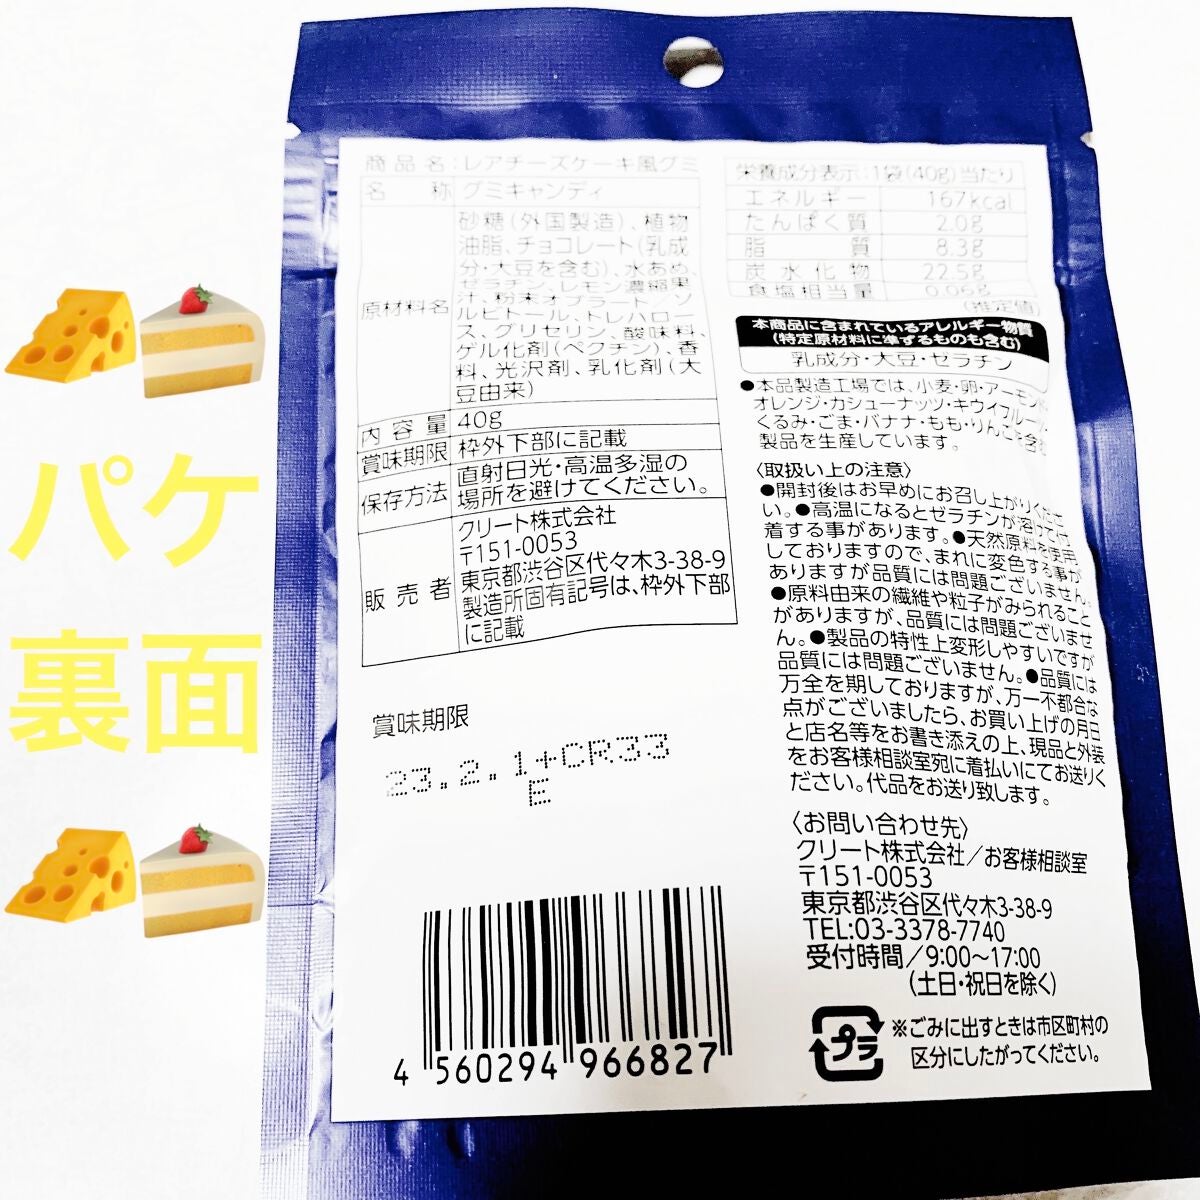 パケ
裏面
商品名:レアチーズケーキ風グミ
名 称 グミキャンディ
原材料名
砂糖(外国製造)、植物
油脂、チョコレート(乳成
分・大豆を含む)、水あめ、
ゼラチン、レモン濃縮果
汁、粉末オブラート/ソ
ルビトール、トレハロー
ス、グリセリン、酸味料、
ゲル化剤(ペクチン)、香
料、光沢剤、乳化剤(大
豆由来)
内容量 40g
賞味期限 枠外下部に記載
保存方法 直射日光・高温多湿の
場所を避けてください。
販売者
クリート株式会社
〒151-0053
東京都渋谷区代々木3-38-9
製造所固有記号は、枠外下部
に記載
賞味期限
23.2.1+CR33
E
4 560294 966827
栄養成分表示:1袋(40g)当たり
エネルギー 167kcal
たんぱく質 2.0g
脂質 8.3g
炭水化物 22.5g
食塩相当量 0.06g
(推定値)
本商品に含まれているアレルギー物質
(特定原材料に準ずるものも含む)
乳成分・大豆・ゼラチン
●本品製造工場では、小麦・卵・アーモンド・
オレンジ・カシューナッツ・キウイフルーツ・
くるみ・ごま・バナナ・もも・りんごを含む
製品を生産しています。
〈取扱い上の注意〉
●開封後はお早めにお召し上がりくださ
い。●高温になるとゼラチンが溶けて付
着する事があります。●天然原料を使用
しておりますので、まれに変色する事が
ありますが品質には問題ございません。
●原料由来の繊維や粒子がみられること
がありますが、品質には問題ございませ
ん。●製品の特性上変形しやすいですが
品質には問題ございません。●品質には
万全を期しておりますが、万一不都合な
点がございましたら、お買い上げの月日
と店名等をお書き添えの上、現品と外装
をお客様相談室宛に着払いにてお送りく
ださい。代品をお送り致します。
〈お問い合わせ先〉
クリート株式会社/お客様相談室
〒151-0053
東京都渋谷区代々木3-38-9
TEL:03-3378-7740
受付時間/9:00~17:00
(土日・祝日を除く)
プラ
※ごみに出すときは市区町村の
区分にしたがってください。